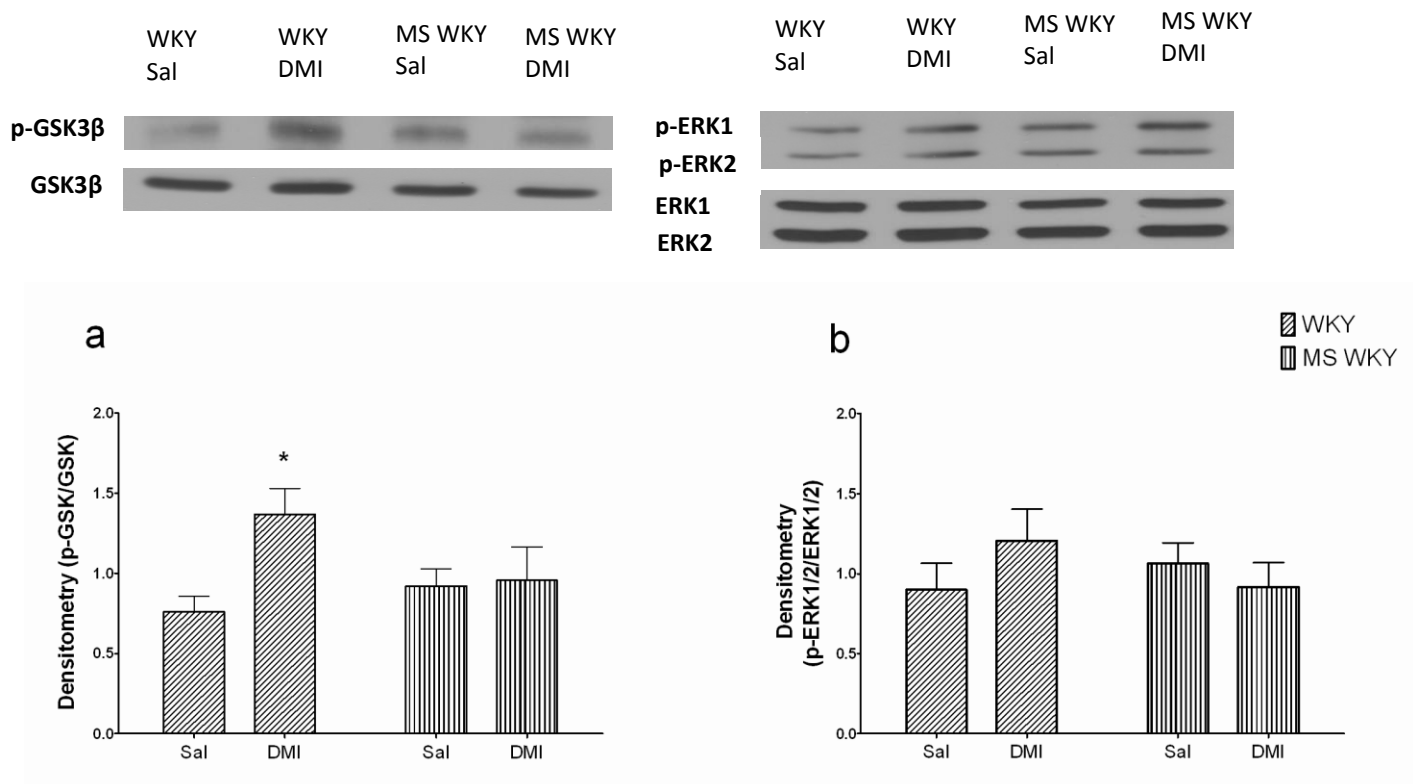 WKY WKY MS WKY MS WKY
Sal DMI Sal DMI
p-GSK3β
GSK3β
WKY WKY MS WKY MS WKY
Sal DMI Sal DMI
p-ERK1
p-ERK2
ERK1
ERK2
a
Densitometry (p-GSK/GSK)
2.0
1.5
1.0
0.5
0.0
*
Sal DMI Sal DMI
b
WKY
MS WKY
Densitometry
(p-ERK1/2/ERK1/2)
2.0
1.5
1.0
0.5
0.0
Sal DMI Sal DMI